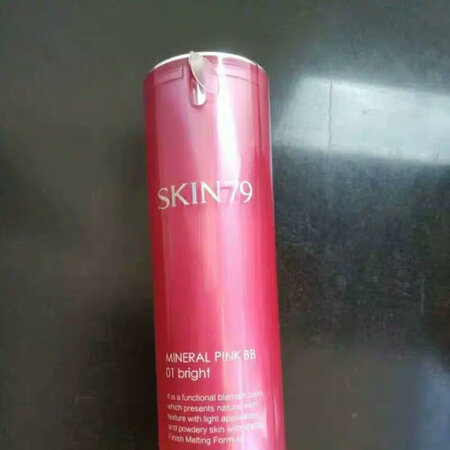 SKIN79
MINERAL PINK BB
01 bright
It is a functional blemish balm,
which presents natural skin
texture with light application
and powdery skin with
Finish Melting Formula